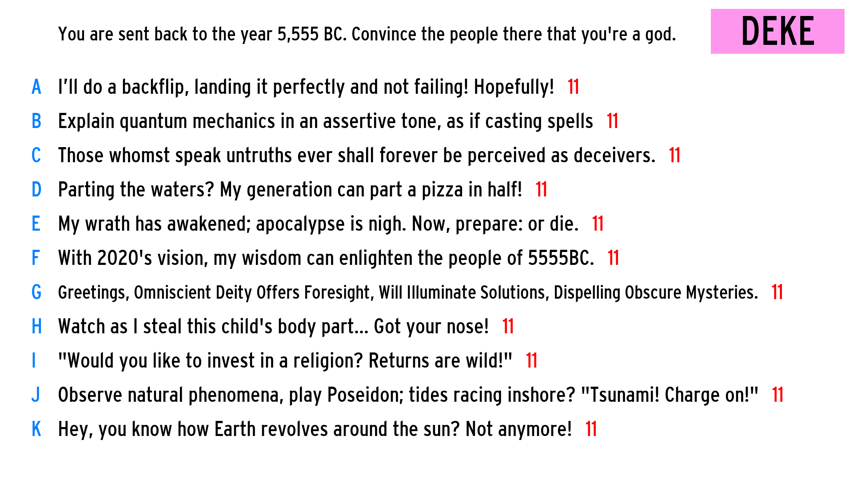 You are sent back to the year 5,555 BC. Convince the people there that you're a god.
DEKE
A I'll do a backflip, landing it perfectly and not failing! Hopefully! 11
B Explain quantum mechanics in an assertive tone, as if casting spells 11
C Those whomst speak untruths ever shall forever be perceived as deceivers. 11
D Parting the waters? My generation can part a pizza in half! 11
E My wrath has awakened; apocalypse is nigh. Now, prepare: or die. 11
F With 2020's vision, my wisdom can enlighten the people of 5555BC. 11
G Greetings, Omniscient Deity Offers Foresight, Will Illuminate Solutions, Dispelling Obscure Mysteries. 11
H Watch as I steal this child's body part... Got your nose! 11
I "Would you like to invest in a religion? Returns are wild!" 11
J Observe natural phenomena, play Poseidon; tides racing inshore? "Tsunami! Charge on!" 11
K Hey, you know how Earth revolves around the sun? Not anymore! 11